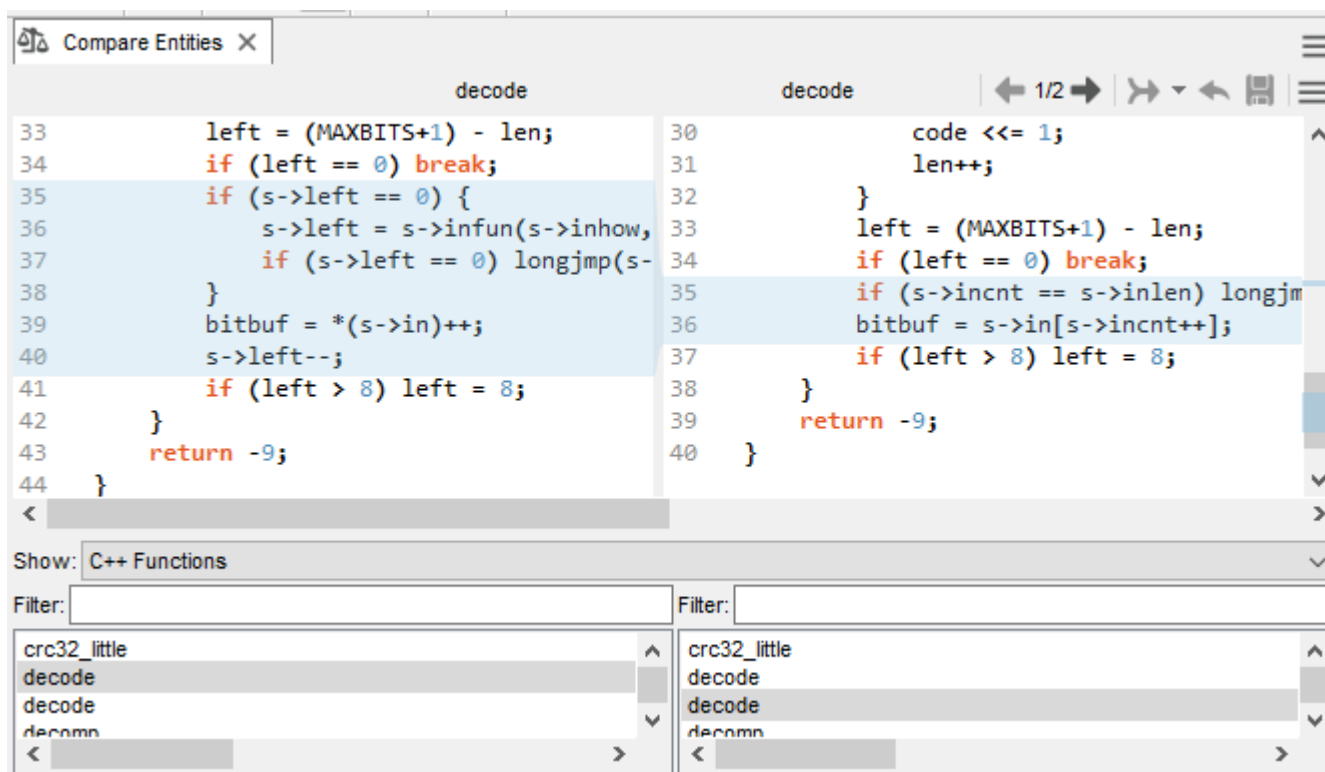 Compare Entities
decode
decode
1/2
33 left = (MAXBITS+1) - len;
34 if (left == 0) break;
35 if (s->left == 0) {
36 s->left = s->infun(s->inhow,
37 if (s->left == 0) longjmp(s-
38 }
39 bitbuf = *(s->in)++;
40 s->left--;
41 if (left > 8) left = 8;
42 }
43 return -9;
44 }
30 code <<= 1;
31 len++;
32 }
33 left = (MAXBITS+1) - len;
34 if (left == 0) break;
35 if (s->incnt == s->inlen) longjm
36 bitbuf = s->in[s->incnt++];
37 if (left > 8) left = 8;
38 }
39 return -9;
40 }
Show: C++ Functions
Filter:
Filter:
crc32_little
decode
decode
decomp
crc32_little
decode
decode
decomp